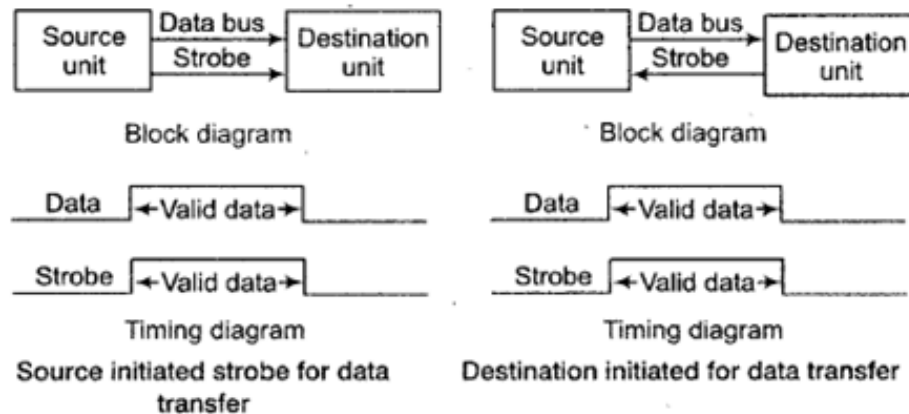 Source
unit
Data bus
Strobe
Destination
unit
Block diagram
Data
Valid data
Strobe
Valid data
Timing diagram
Source initiated strobe for data
transfer
Source
unit
Data bus
Strobe
Destination
unit
Block diagram
Data
Valid data
Strobe
Valid data
Timing diagram
Destination initiated for data transfer